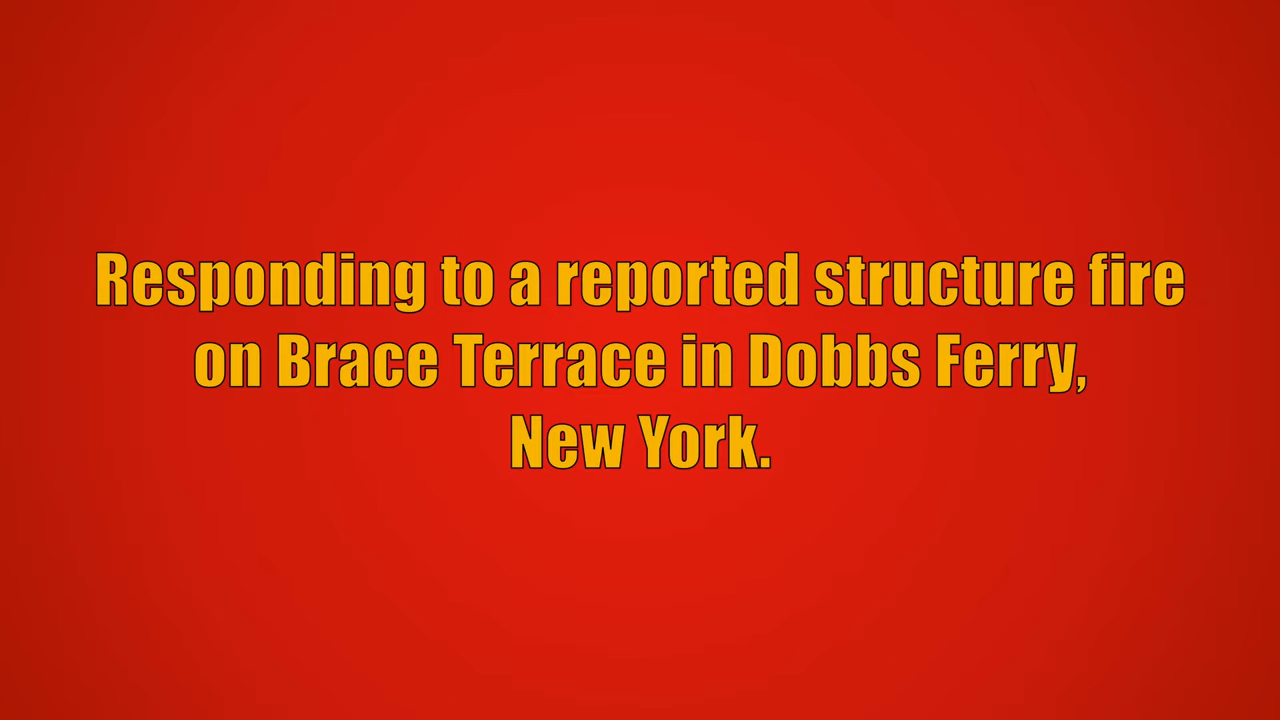 Responding to a reported structure fire
on Brace Terrace in Dobbs Ferry,
New York.